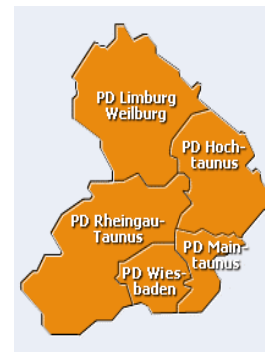 PD Limburg
Weilburg
PD Hoch-
taunus
PD Rheingau-
Taunus
PD Main-
taunus
PD Wies-
baden